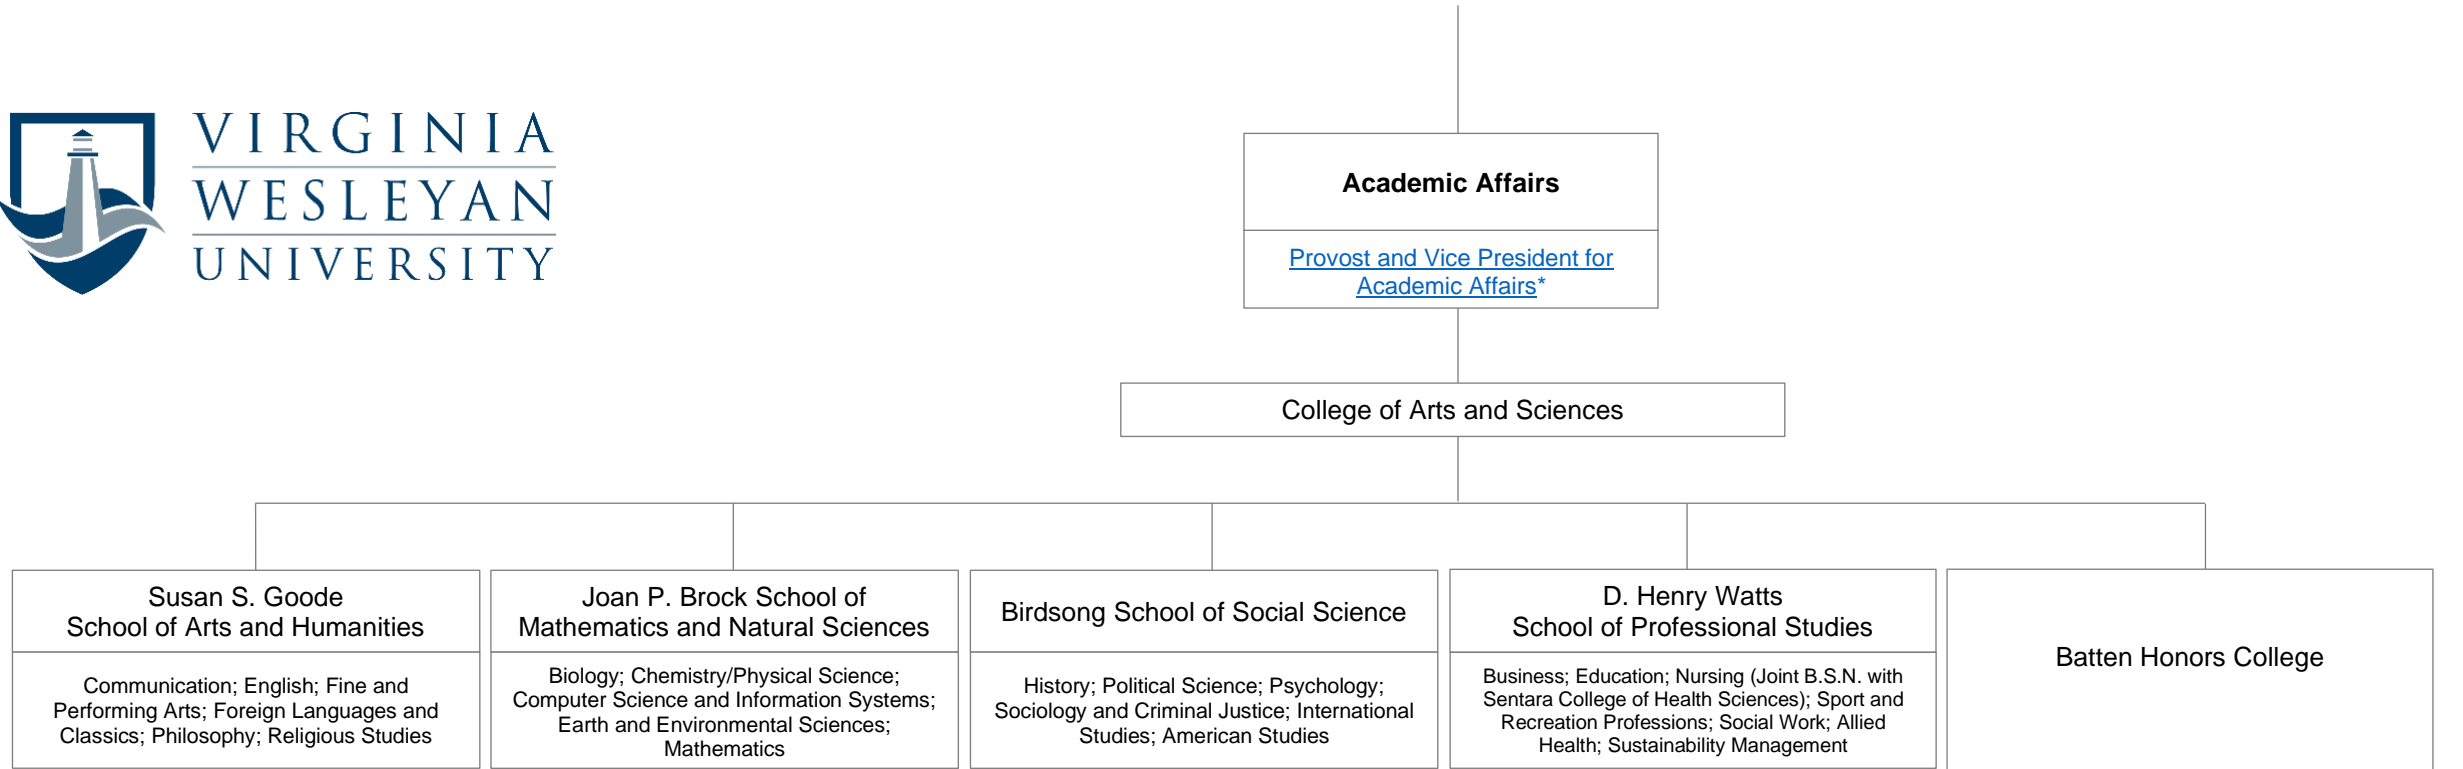 VIRGINIA
WESLEYAN
UNIVERSITY
Academic Affairs
Provost and Vice President for
Academic Affairs*
College of Arts and Sciences
Susan S. Goode
School of Arts and Humanities
Communication; English; Fine and
Performing Arts; Foreign Languages and
Classics; Philosophy; Religious Studies
Joan P. Brock School of
Mathematics and Natural Sciences
Biology; Chemistry/Physical Science;
Computer Science and Information Systems;
Earth and Environmental Sciences;
Mathematics
Birdsong School of Social Science
History; Political Science; Psychology;
Sociology and Criminal Justice; International
Studies; American Studies
D. Henry Watts
School of Professional Studies
Business; Education; Nursing (Joint B.S.N. with
Sentara College of Health Sciences); Sport and
Recreation Professions; Social Work; Allied
Health; Sustainability Management
Batten Honors College